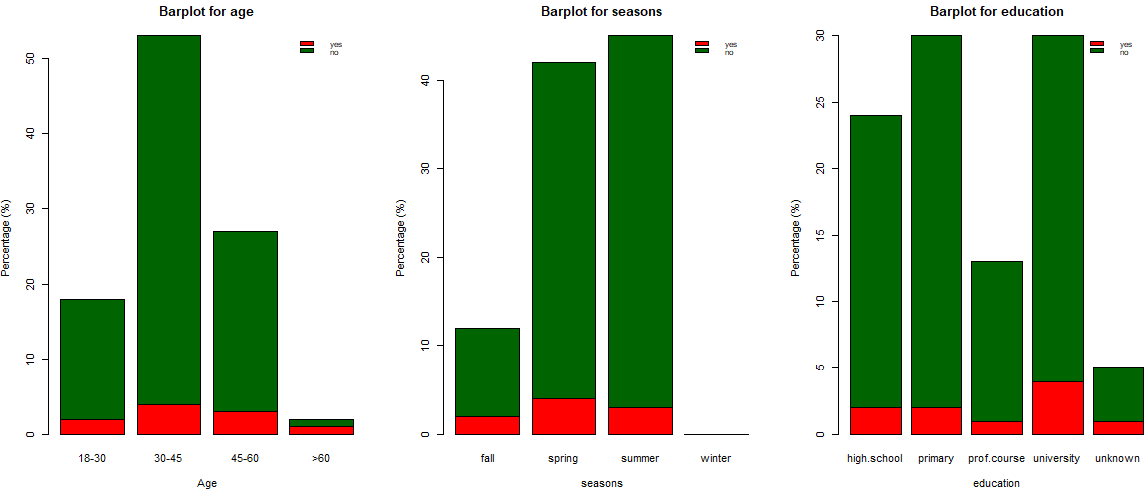 Barplot for age
yes
no
50
40
30
20
10
0
Percentage (%)
18-30 30-45 45-60 >60
Age
Barplot for seasons
yes
no
40
30
20
10
0
Percentage (%)
fall spring summer winter
seasons
Barplot for education
yes
no
30
25
20
15
10
5
0
Percentage (%)
high.school primary prof.course university unknown
education